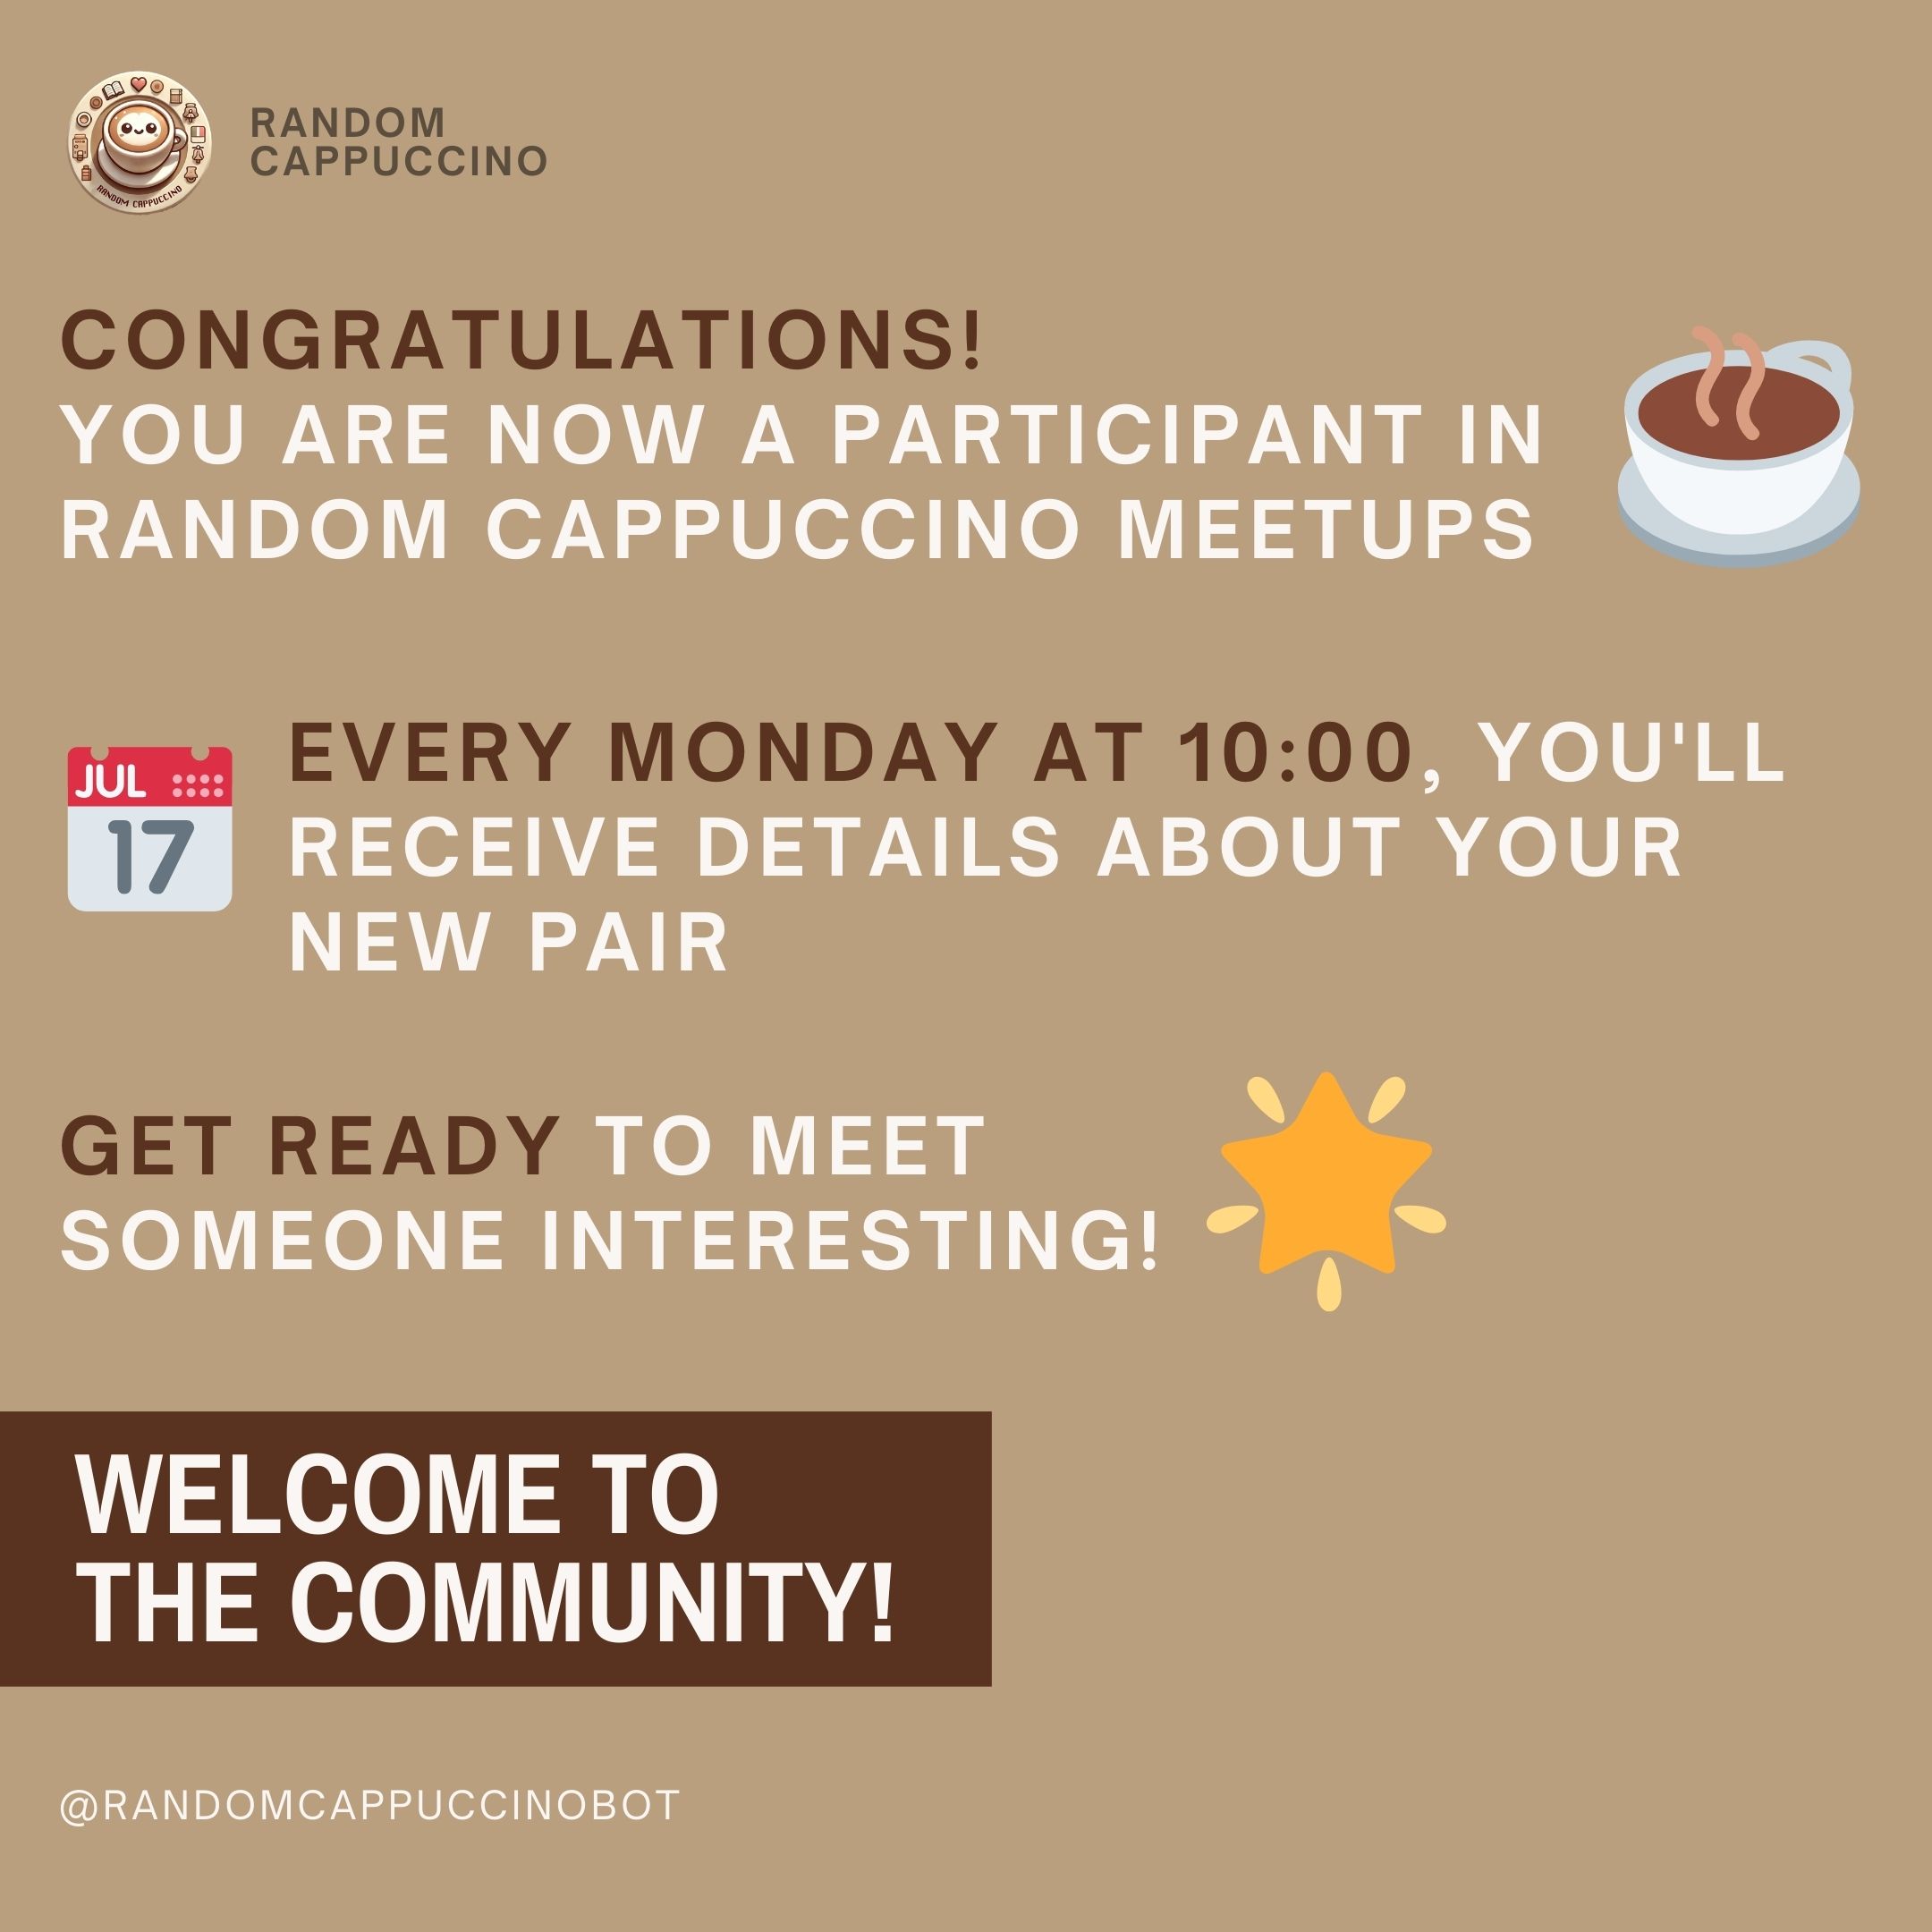 RANDOM CAPPUCCINO
RANDOM
CAPPUCCINO
CONGRATULATIONS!
YOU ARE NOW A PARTICIPANT IN
RANDOM CAPPUCCINO MEETUPS
EVERY MONDAY AT 10:00, YOU'LL
RECEIVE DETAILS ABOUT YOUR
NEW PAIR
JUL
17
GET READY TO MEET
SOMEONE INTERESTING!
WELCOME TO
THE COMMUNITY!
@RANDOMCAPPUCCINOBOT